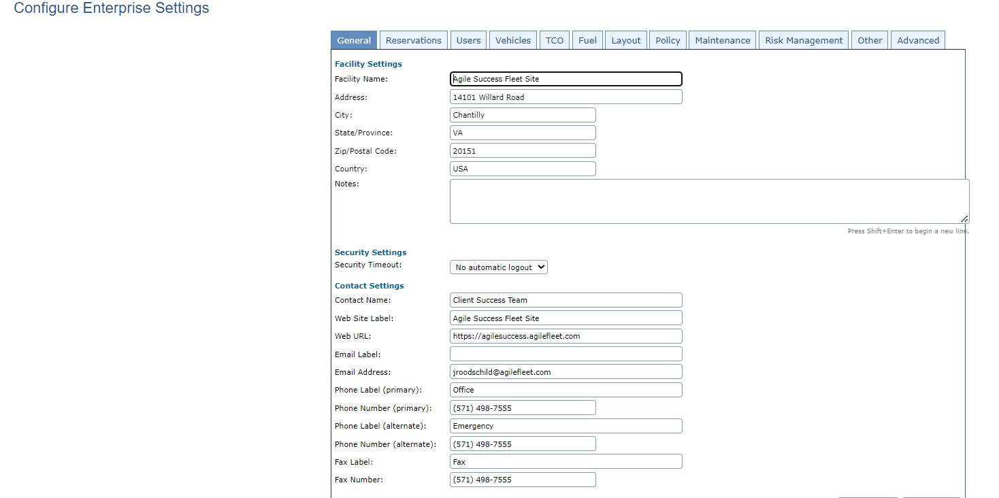 Configure Enterprise Settings
General Reservations Users Vehicles TCO Fuel Layout Policy Maintenance Risk Management Other Advanced
Facility Settings
Facility Name: Agile Success Fleet Site
Address: 14101 Willard Road
City: Chantilly
State/Province: VA
Zip/Postal Code: 20151
Country: USA
Notes:
Press Shift+Enter to begin a new line.
Security Settings
Security Timeout: No automatic logout
Contact Settings
Contact Name: Client Success Team
Web Site Label: Agile Success Fleet Site
Web URL: https://agilesuccess.agilefleet.com
Email Label:
Email Address: jroodschild@agilefleet.com
Phone Label (primary): Office
Phone Number (primary): (571) 498-7555
Phone Label (alternate): Emergency
Phone Number (alternate): (571) 498-7555
Fax Label: Fax
Fax Number: (571) 498-7555